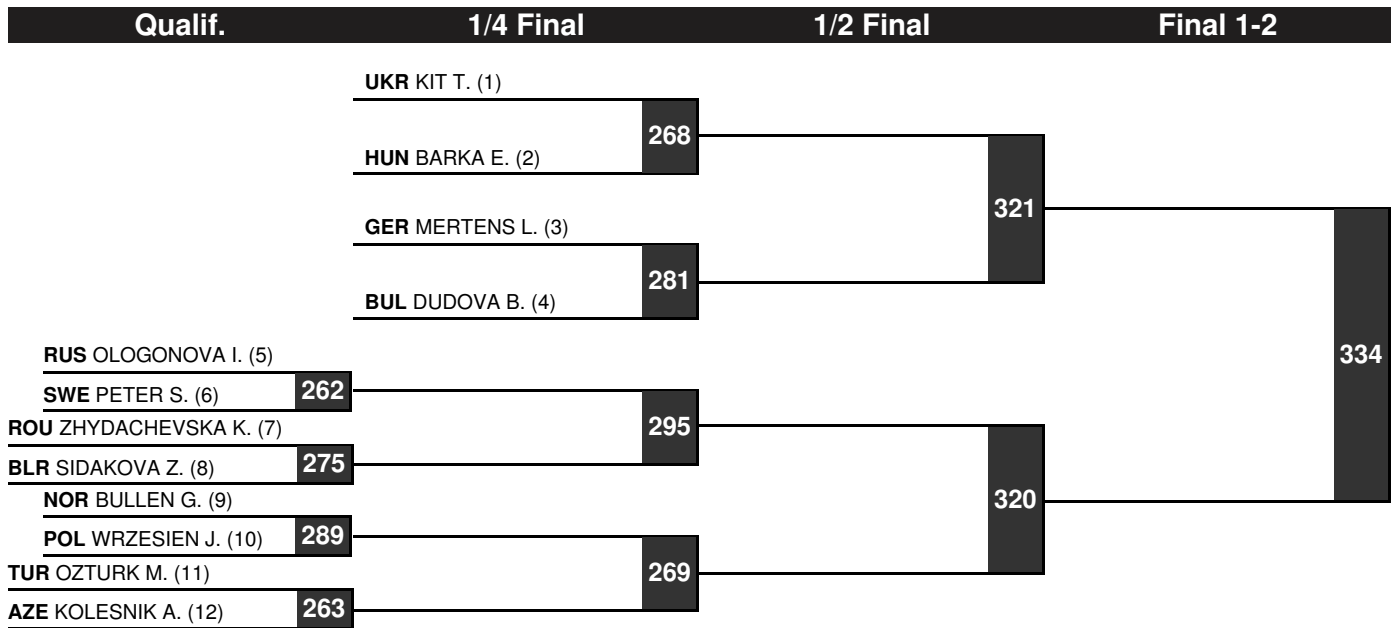 Qualif. 1/4 Final 1/2 Final Final 1-2
UKR KIT T. (1)
268
HUN BARKA E. (2)
321
GER MERTENS L. (3)
281
BUL DUDOVA B. (4)
334
RUS OLOGONOVA I. (5)
262
SWE PETER S. (6)
295
ROU ZHYDACHEVSKA K. (7)
275
BLR SIDAKOVA Z. (8)
320
NOR BULLEN G. (9)
289
POL WRZESIEN J. (10)
269
TUR OZTURK M. (11)
263
AZE KOLESNIK A. (12)